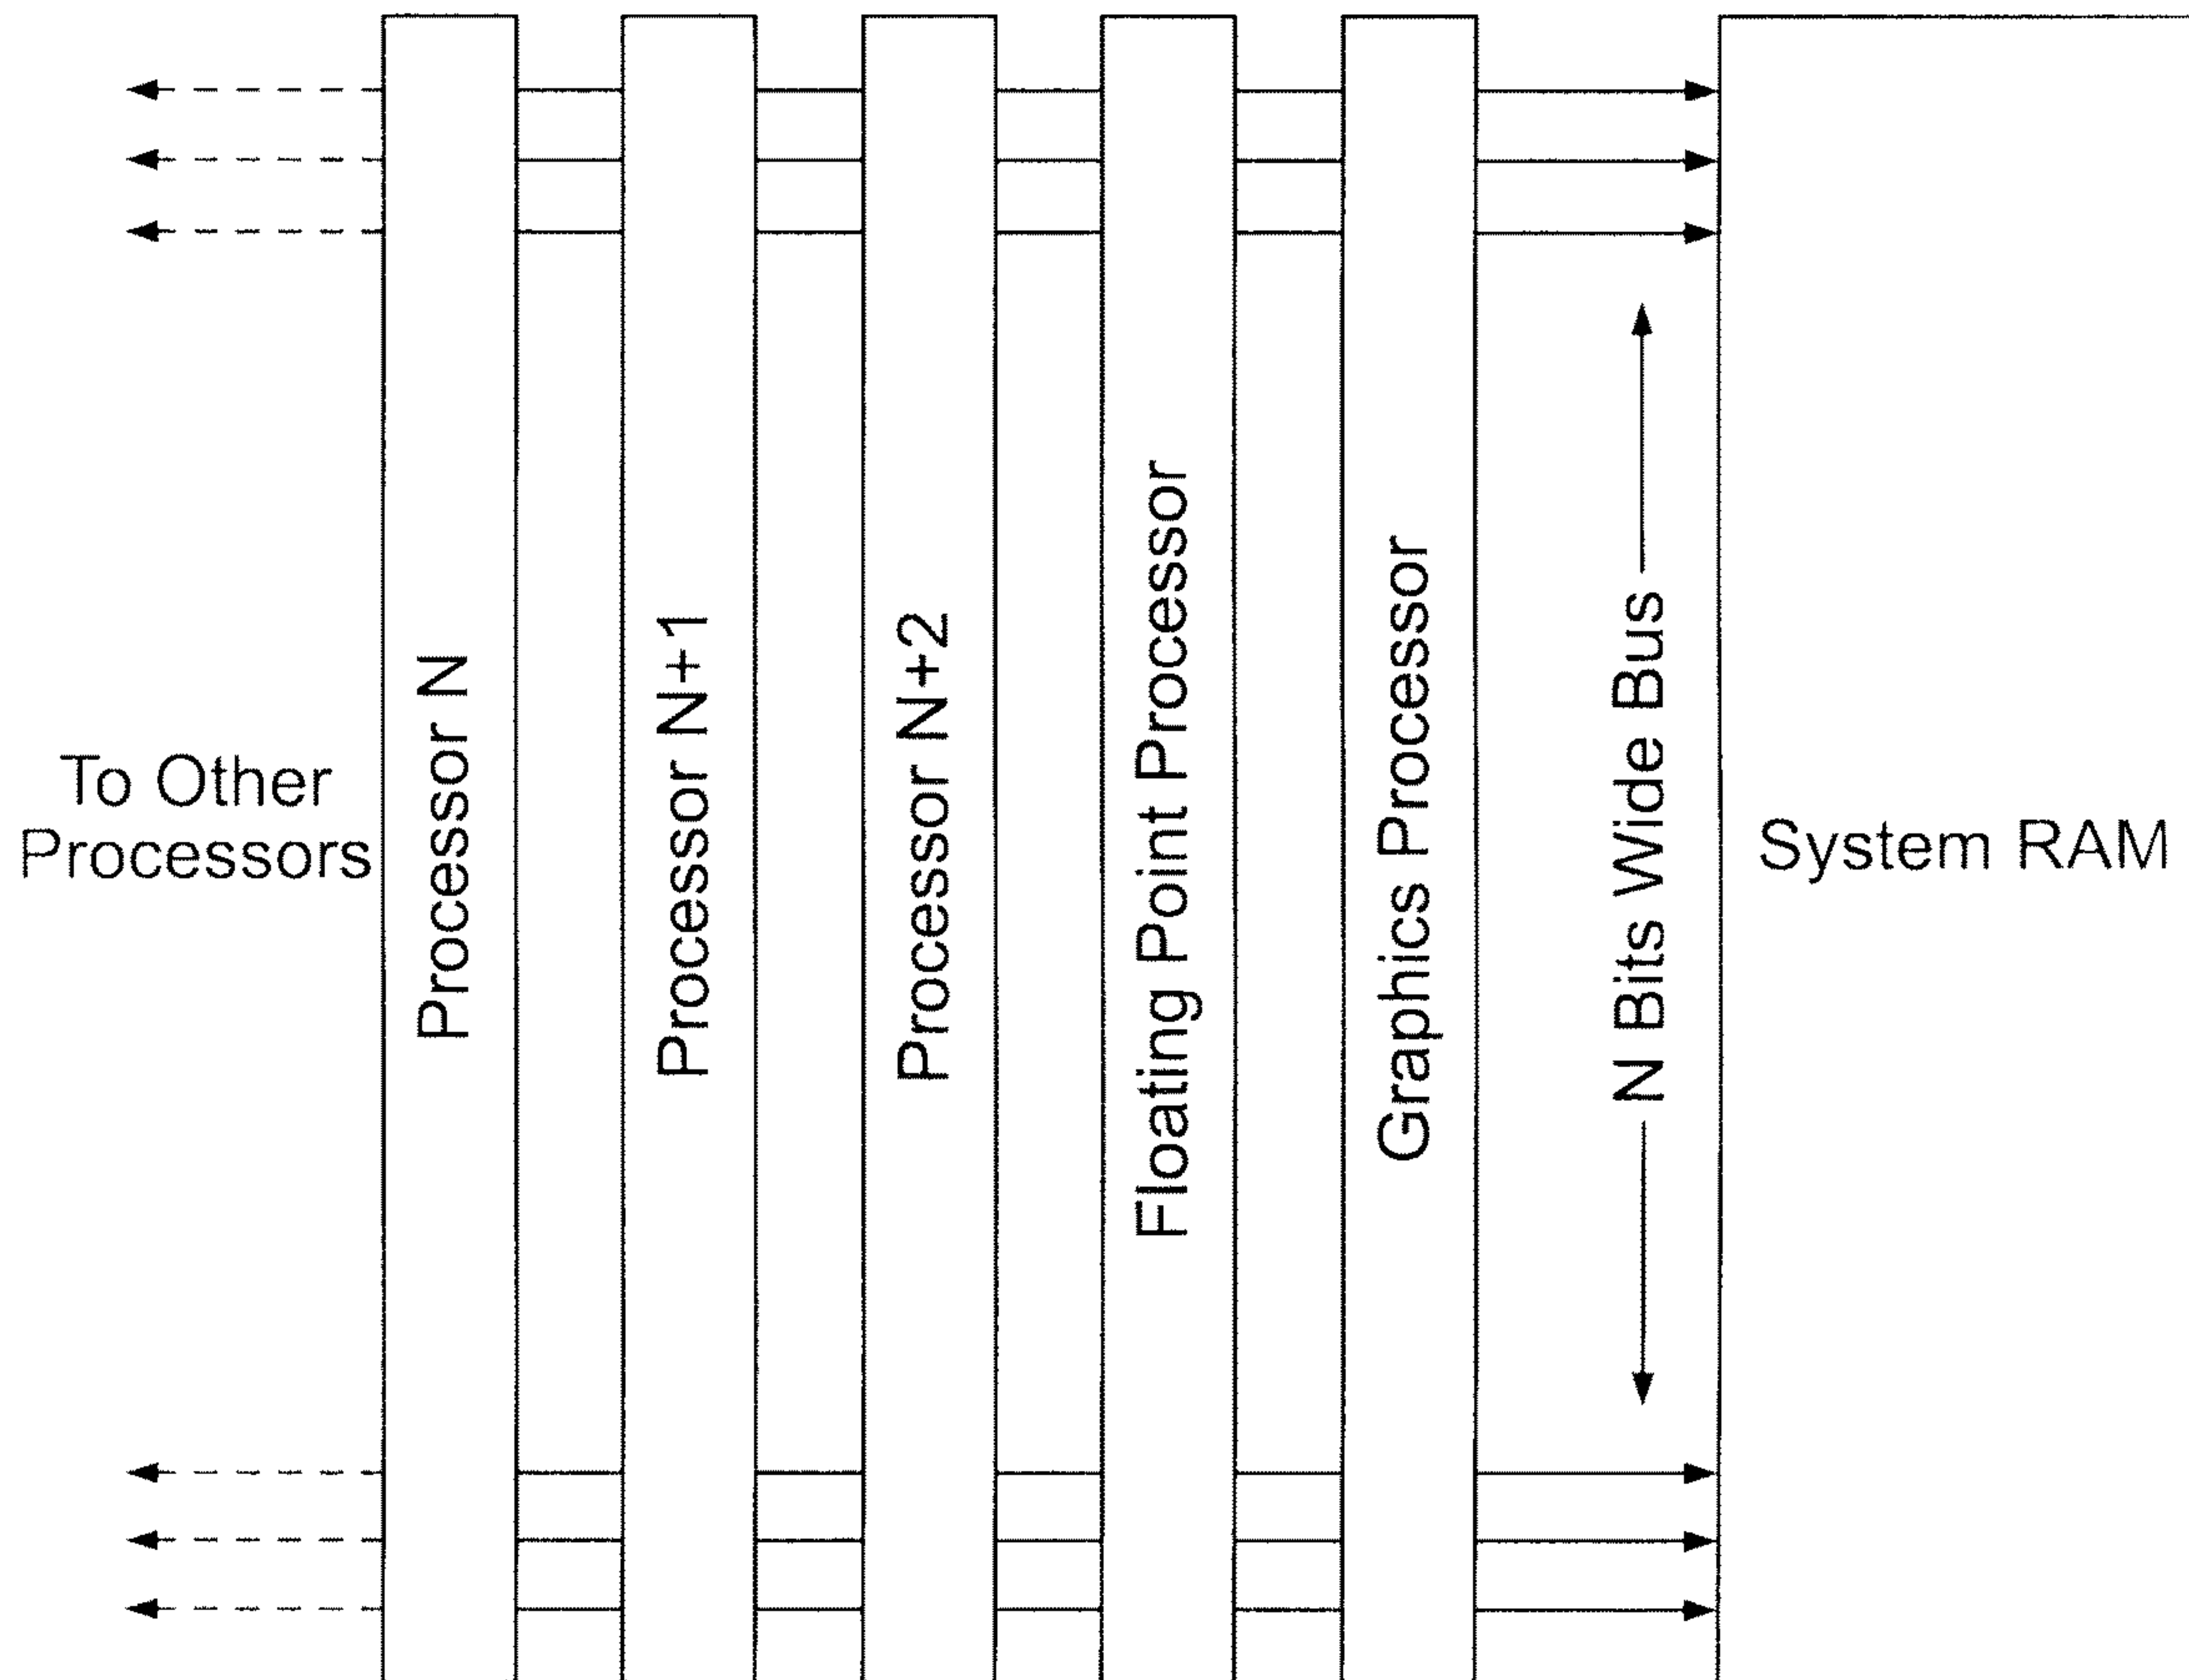 To Other
Processors
Processor N
Processor N+1
Processor N+2
Floating Point Processor
Graphics Processor
N Bits Wide Bus
System RAM